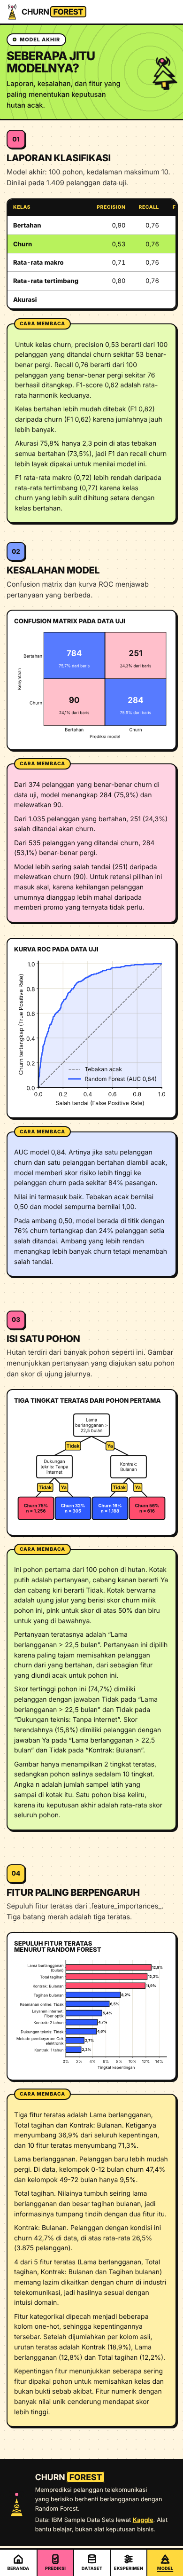 CHURN FOREST
MODEL AKHIR
SEBERAPA JITU
MODELNYA?
Laporan, kesalahan, dan fitur yang
paling menentukan keputusan
hutan acak.
01
LAPORAN KLASIFIKASI
Model akhir: 100 pohon, kedalaman maksimum 10.
Dinilai pada 1.409 pelanggan data uji.
KELAS PRECISION RECALL F
Bertahan 0,90 0,76
Churn 0,53 0,76
Rata-rata makro 0,71 0,76
Rata-rata tertimbang 0,80 0,76
Akurasi
CARA MEMBACA
Untuk kelas churn, precision 0,53 berarti dari 100
pelanggan yang ditandai churn sekitar 53 benar-
benar pergi. Recall 0,76 berarti dari 100
pelanggan yang benar-benar pergi sekitar 76
berhasil ditangkap. F1-score 0,62 adalah rata-
rata harmonik keduanya.
Kelas bertahan lebih mudah ditebak (F1 0,82)
daripada churn (F1 0,62) karena jumlahnya jauh
lebih banyak.
Akurasi 75,8% hanya 2,3 poin di atas tebakan
semua bertahan (73,5%), jadi F1 dan recall churn
lebih layak dipakai untuk menilai model ini.
F1 rata-rata makro (0,72) lebih rendah daripada
rata-rata tertimbang (0,77) karena kelas
churn yang lebih sulit dihitung setara dengan
kelas bertahan.
02
KESALAHAN MODEL
Confusion matrix dan kurva ROC menjawab
pertanyaan yang berbeda.
CONFUSION MATRIX PADA DATA UJI
Kenyataan
Bertahan
784
75,7% dari baris
251
24,3% dari baris
Churn
90
24,1% dari baris
284
75,9% dari baris
Bertahan Churn
Prediksi model
CARA MEMBACA
Dari 374 pelanggan yang benar-benar churn di
data uji, model menangkap 284 (75,9%) dan
melewatkan 90.
Dari 1.035 pelanggan yang bertahan, 251 (24,3%)
salah ditandai akan churn.
Dari 535 pelanggan yang ditandai churn, 284
(53,1%) benar-benar pergi.
Model lebih sering salah tandai (251) daripada
melewatkan churn (90). Untuk retensi pilihan ini
masuk akal, karena kehilangan pelanggan
umumnya dianggap lebih mahal daripada
memberi promo yang ternyata tidak perlu.
KURVA ROC PADA DATA UJI
Churn tertangkap (True Positive Rate)
1.0
0.8
0.6
0.4
0.2
0.0
Tebakan acak
Random Forest (AUC 0,84)
0.0 0.2 0.4 0.6 0.8 1.0
Salah tandai (False Positive Rate)
CARA MEMBACA
AUC model 0,84. Artinya jika satu pelanggan
churn dan satu pelanggan bertahan diambil acak,
model memberi skor risiko lebih tinggi ke
pelanggan churn pada sekitar 84% pasangan.
Nilai ini termasuk baik. Tebakan acak bernilai
0,50 dan model sempurna bernilai 1,00.
Pada ambang 0,50, model berada di titik dengan
76% churn tertangkap dan 24% pelanggan setia
salah ditandai. Ambang yang lebih rendah
menangkap lebih banyak churn tetapi menambah
salah tandai.
03
ISI SATU POHON
Hutan terdiri dari banyak pohon seperti ini. Gambar
menunjukkan pertanyaan yang diajukan satu pohon
dan skor di ujung jalurnya.
TIGA TINGKAT TERATAS DARI POHON PERTAMA
Lama
berlangganan >
22,5 bulan
Tidak Ya
Dukungan
teknis: Tanpa
internet
Kontrak:
Bulanan
Tidak Ya Tidak Ya
Churn 75%
n = 1.256
Churn 32%
n = 305
Churn 16%
n = 1.188
Churn 58%
n = 816
CARA MEMBACA
Ini pohon pertama dari 100 pohon di hutan. Kotak
putih adalah pertanyaan, cabang kanan berarti Ya
dan cabang kiri berarti Tidak. Kotak berwarna
adalah ujung jalur yang berisi skor churn milik
pohon ini, pink untuk skor di atas 50% dan biru
untuk yang di bawahnya.
Pertanyaan teratasnya adalah "Lama
berlangganan > 22,5 bulan". Pertanyaan ini dipilih
karena paling tajam memisahkan pelanggan
churn dari yang bertahan, dari sebagian fitur
yang diundi acak untuk pohon ini.
Skor tertinggi pohon ini (74,7%) dimiliki
pelanggan dengan jawaban Tidak pada "Lama
berlangganan > 22,5 bulan" dan Tidak pada
"Dukungan teknis: Tanpa internet". Skor
terendahnya (15,8%) dimiliki pelanggan dengan
jawaban Ya pada "Lama berlangganan > 22,5
bulan" dan Tidak pada "Kontrak: Bulanan".
Gambar hanya menampilkan 2 tingkat teratas,
sedangkan pohon aslinya sedalam 10 tingkat.
Angka n adalah jumlah sampel latih yang
sampai di kotak itu. Satu pohon bisa keliru,
karena itu keputusan akhir adalah rata-rata skor
seluruh pohon.
04
FITUR PALING BERPENGARUH
Sepuluh fitur teratas dari .feature_importances_.
Tiga batang merah adalah tiga teratas.
SEPULUH FITUR TERATAS
MENURUT RANDOM FOREST
Lama berlangganan
(bulan) 12,8%
Total tagihan 12,2%
Kontrak: Bulanan 11,9%
Tagihan bulanan 8,2%
Keamanan online: Tidak 6,5%
Layanan internet:
Fiber optik 5,4%
Kontrak: 2 tahun 4,7%
Dukungan teknis: Tidak 4,6%
Metode pembayaran: Cek
elektronik 2,7%
Kontrak: 1 tahun 2,3%
0% 2% 4% 6% 8% 10% 12% 14%
Tingkat kepentingan
CARA MEMBACA
Tiga fitur teratas adalah Lama berlangganan,
Total tagihan dan Kontrak: Bulanan. Ketiganya
menyumbang 36,9% dari seluruh kepentingan,
dan 10 fitur teratas menyumbang 71,3%.
Lama berlangganan. Pelanggan baru lebih mudah
pergi. Di data, kelompok 0-12 bulan churn 47,4%
dan kelompok 49-72 bulan hanya 9,5%.
Total tagihan. Nilainya tumbuh seiring lama
berlangganan dan besar tagihan bulanan, jadi
informasinya tumpang tindih dengan dua fitur itu.
Kontrak: Bulanan. Pelanggan dengan kondisi ini
churn 42,7% di data, di atas rata-rata 26,5%
(3.875 pelanggan).
4 dari 5 fitur teratas (Lama berlangganan, Total
tagihan, Kontrak: Bulanan dan Tagihan bulanan)
memang lazim dikaitkan dengan churn di industri
telekomunikasi, jadi hasilnya sesuai dengan
intuisi domain.
Fitur kategorikal dipecah menjadi beberapa
kolom one-hot, sehingga kepentingannya
tersebar. Setelah dijumlahkan per kolom asli,
urutan teratas adalah Kontrak (18,9%), Lama
berlangganan (12,8%) dan Total tagihan (12,2%).
Kepentingan fitur menunjukkan seberapa sering
fitur dipakai pohon untuk memisahkan kelas dan
bukan bukti sebab akibat. Fitur numerik dengan
banyak nilai unik cenderung mendapat skor
lebih tinggi.
CHURN FOREST
Memprediksi pelanggan telekomunikasi
yang berisiko berhenti berlangganan dengan
Random Forest.
Data: IBM Sample Data Sets lewat Kaggle. Alat
bantu belajar, bukan alat keputusan bisnis.
BERANDA PREDIKSI DATASET EKSPERIMEN MODEL